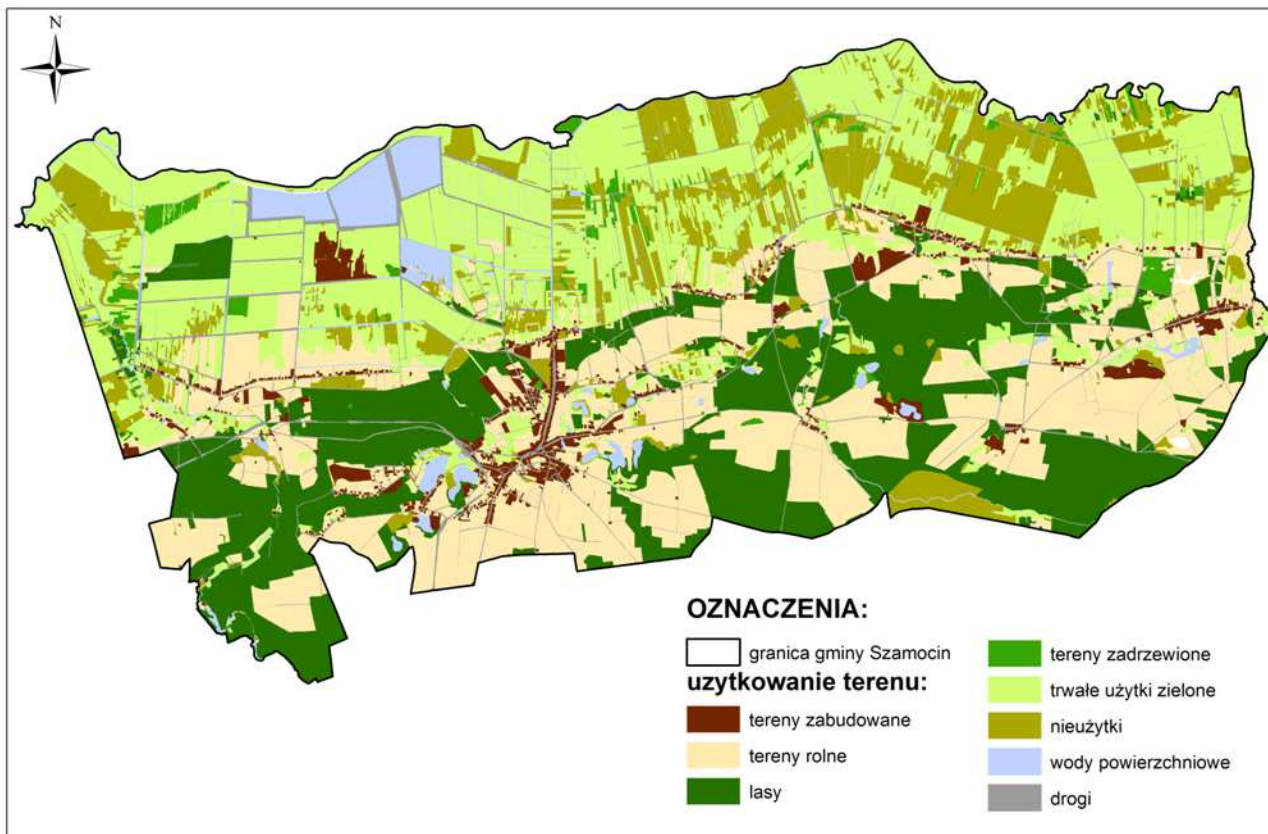 N
OZNACZENIA:
granica gminy Szamocin
uzytkowanie terenu:
tereny zabudowane
tereny rolne
lasy
tereny zadrzewione
trwałe użytki zielone
nieużytki
wody powierzchniowe
drogi